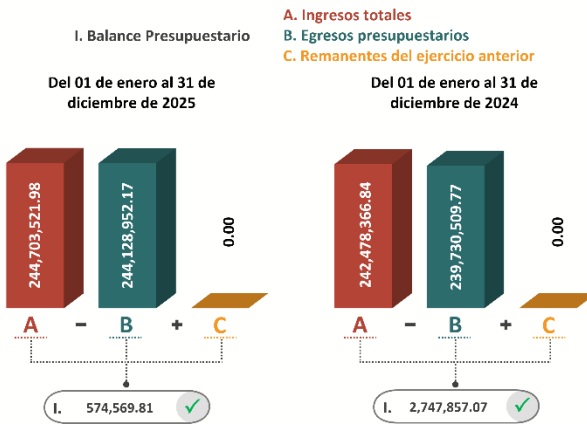 A. Ingresos totales
I. Balance Presupuestario
B. Egresos presupuestarios
C. Remanentes del ejercicio anterior
Del 01 de enero al 31 de
diciembre de 2025
244,703,521.98
244,128,952.17
0.00
A – B + C
I. 574,569.81
Del 01 de enero al 31 de
diciembre de 2024
242,478,366.84
239,730,509.77
0.00
A – B + C
I. 2,747,857.07